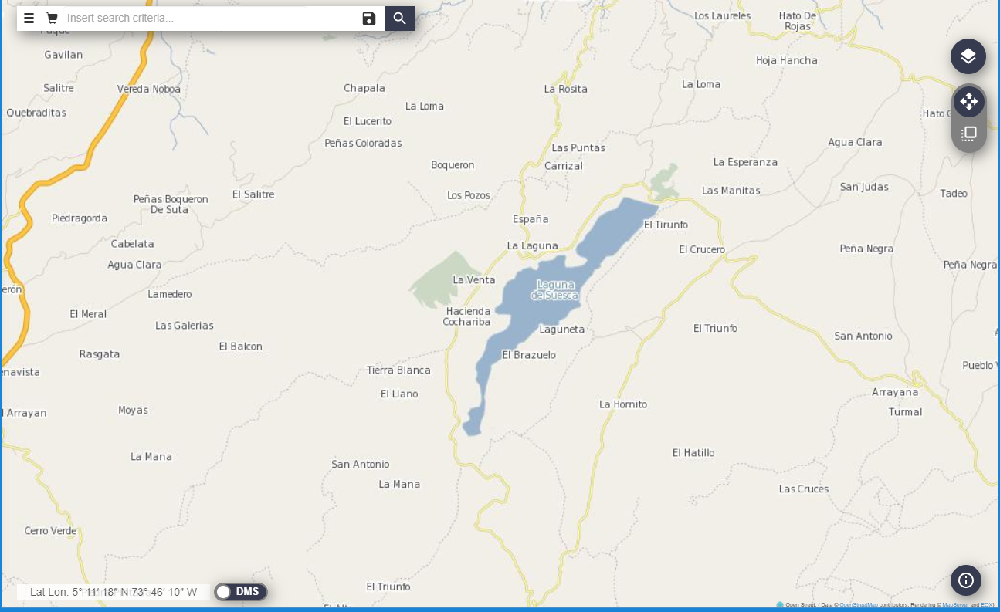 Insert search criteria...
Los Laureles
Hato De
Rojas
Gavilan
Hoja Hancha
Salitre
Vereda Noboa
Chapala
La Rosita
La Loma
La Loma
Quebraditas
El Lucerito
Peñas Coloradas
Las Puntas
Agua Clara
Boqueron
Carrizal
La Esperanza
El Salitre
Los Pozos
Las Manitas
San Judas
Tadeo
Peñas Boqueron
De Suta
Piedragorda
España
El Tirunfo
Cabelata
La Laguna
El Crucero
Peña Negra
Agua Clara
Peña Negra
La Venta
Laguna
de Suesca
erón
Lamedero
El Meral
Hacienda
Cochariba
Las Galerias
Laguneta
El Triunfo
San Antonio
El Balcon
Rasgata
El Brazuelo
Pueblo V
enavista
Tierra Blanca
El Llano
Arrayana
l Arrayan
Moyas
La Hornito
Turmal
La Mana
El Hatillo
San Antonio
La Mana
Las Cruces
Cerro Verde
El Triunfo
Lat Lon: 5° 11' 18" N 73° 46' 10" W
DMS
Open Street: { Data © OpenStreetMap contributors, Rendering © MapServer and EOX}